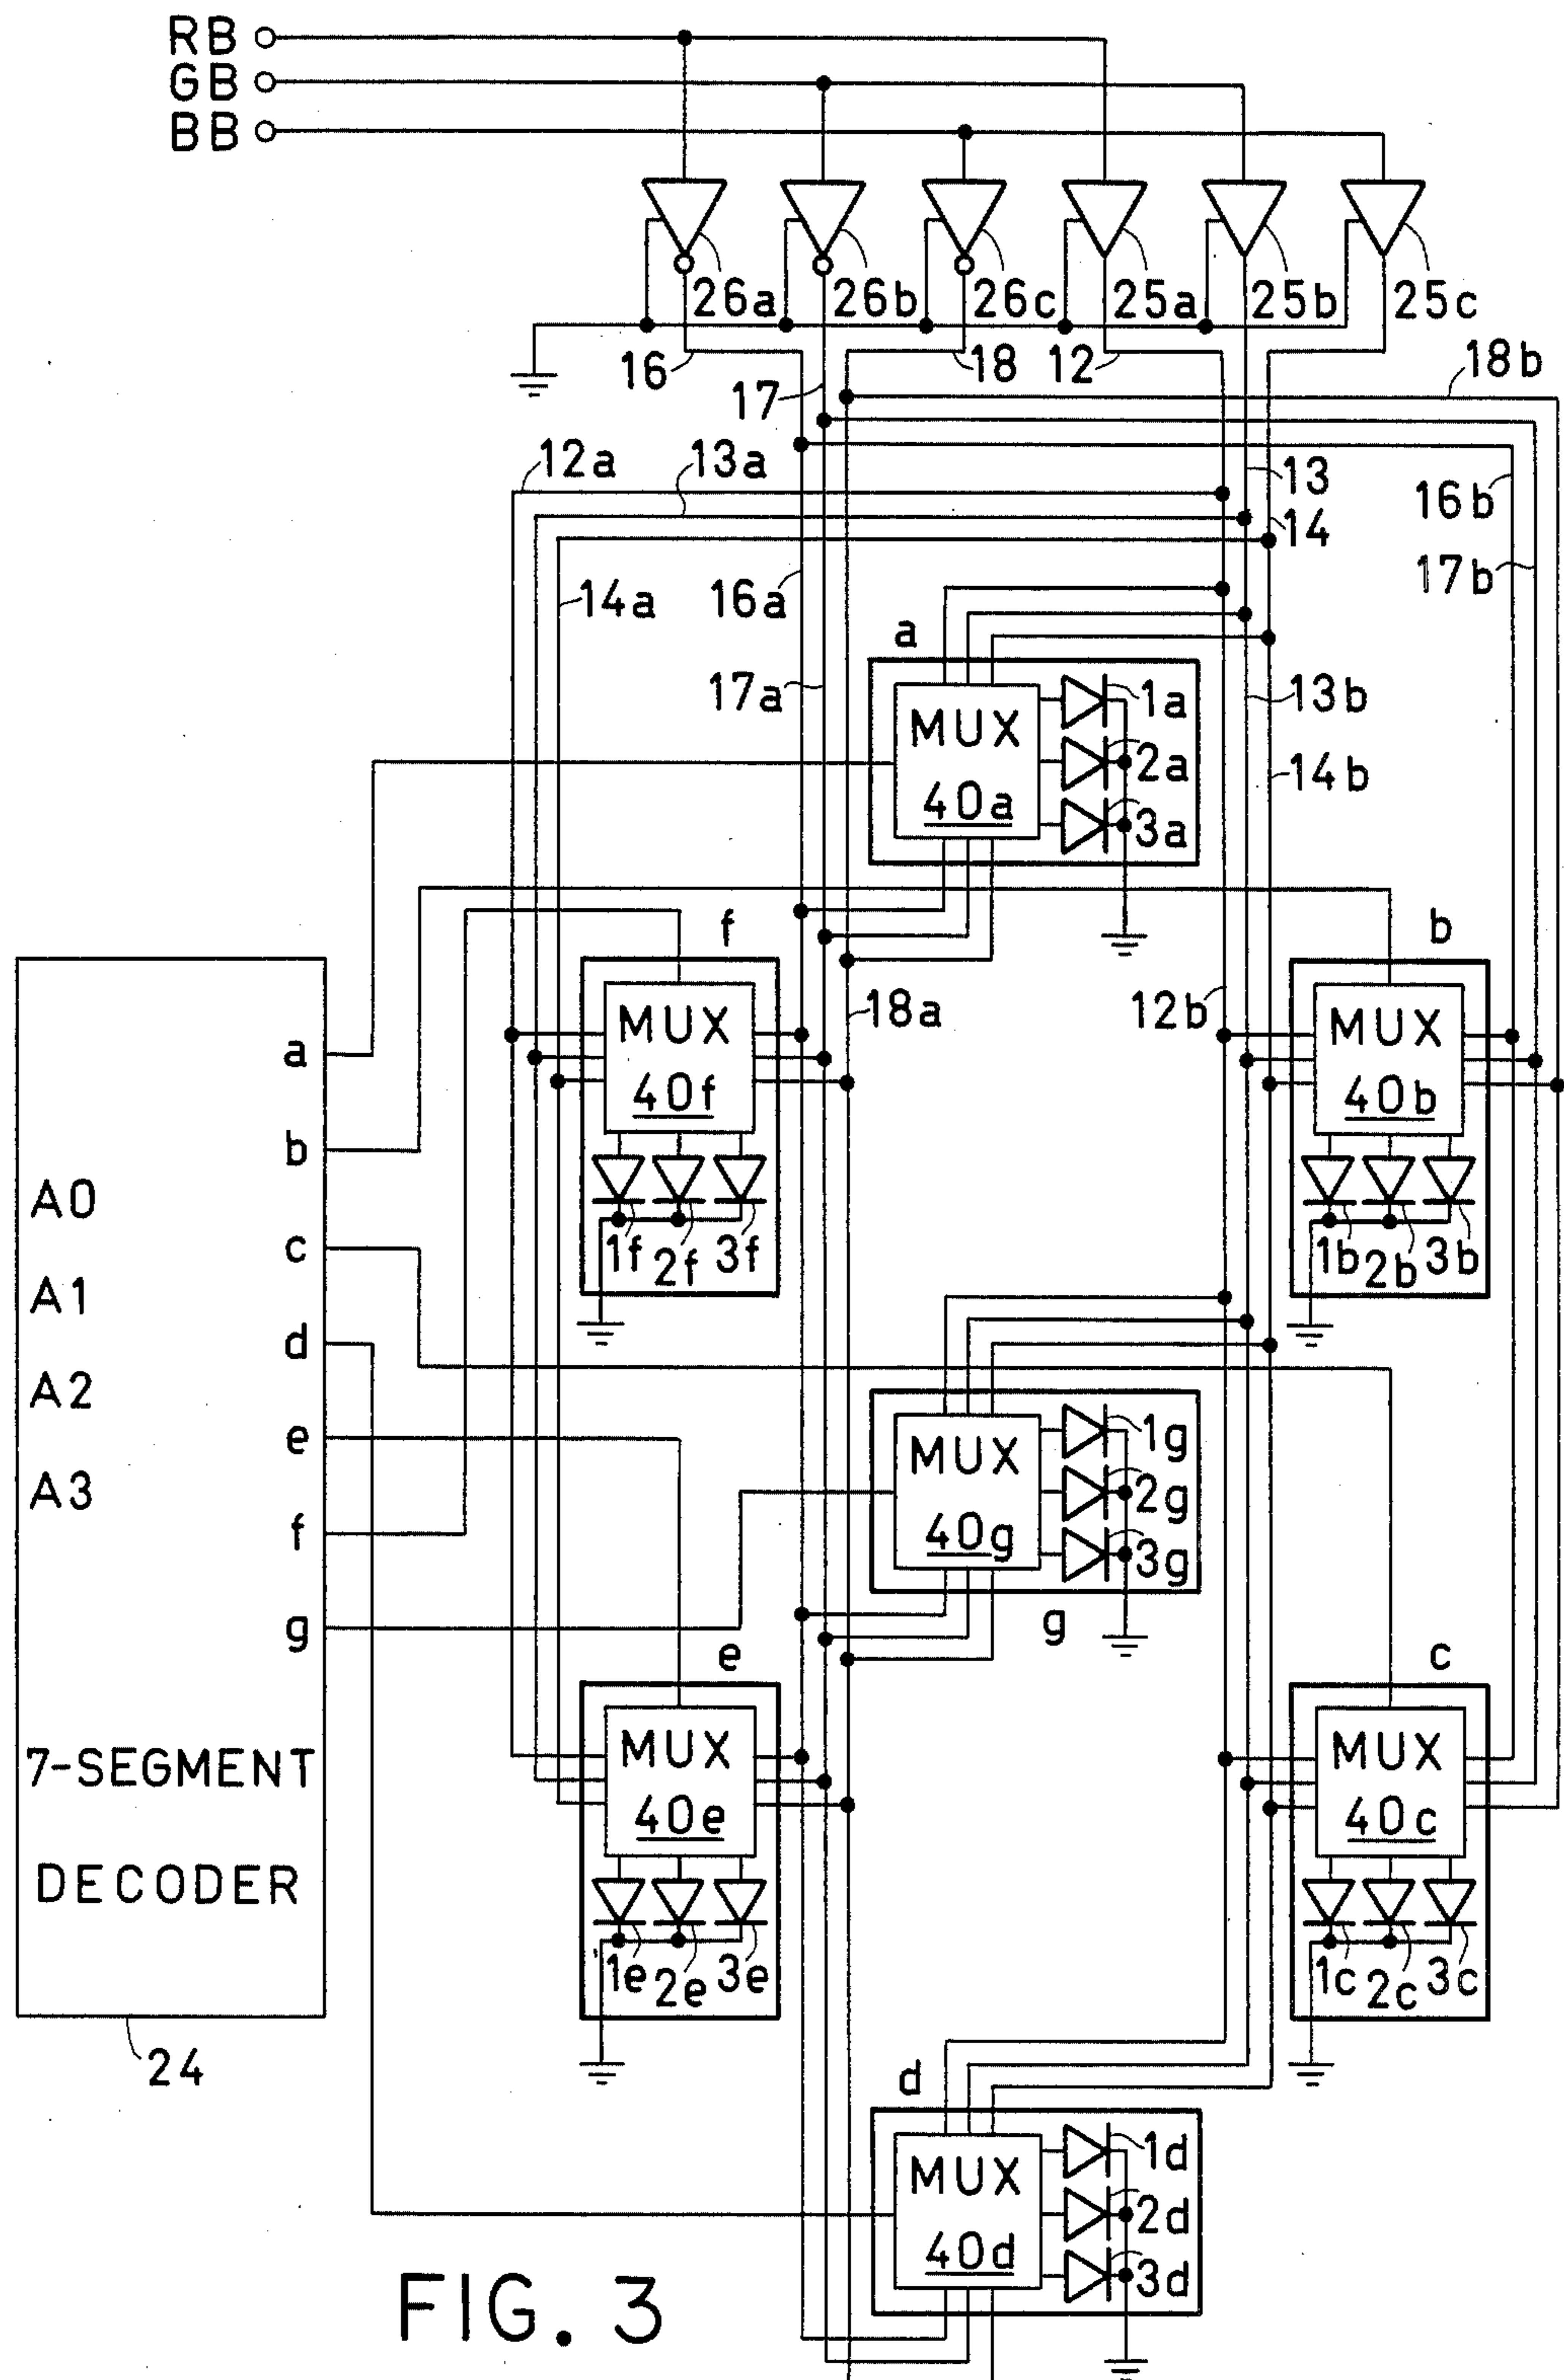 RB
GB
BB
26a 26b 26c 25a 25b 25c
16 18 12 18b
17
12a 13a 13 16b
14
14a 16a 17b
a
17a 1a 13b
MUX
2a 14b
40a 3a
f b
18a 12b
MUX MUX
a
40f 40b
b
A0
c 1f 2f 3f 1b 2b 3b
A1
d
A2
e MUX 1g
A3 2g
f 40g 3g
g g
e c
7-SEGMENT MUX MUX
40e 40c
DECODER
1e 2e 3e 1c 2c 3c
24
d
1d
MUX
2d
40d 3d
FIG. 3